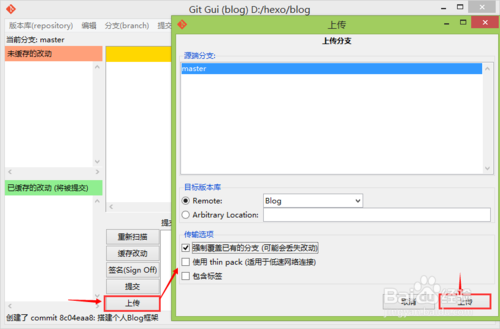 Git Gui (blog) D:/hexo/blog
版本库(repository) 编辑 分支(branch) 提交
当前分支: master
未缓存的改动
已缓存的改动 (将被提交)
重新扫描
缓存改动
签名(Sign Off)
提交
上传
创建了 commit 8c04eaa8: 搭建个人Blog框架
上传
上传分支
源端分支:
master
目标版本库
Remote: Blog
Arbitrary Location:
传输选项
强制覆盖已有的分支 (可能会丢失改动)
使用 thin pack (适用于低速网络连接)
包含标签
取消 上传